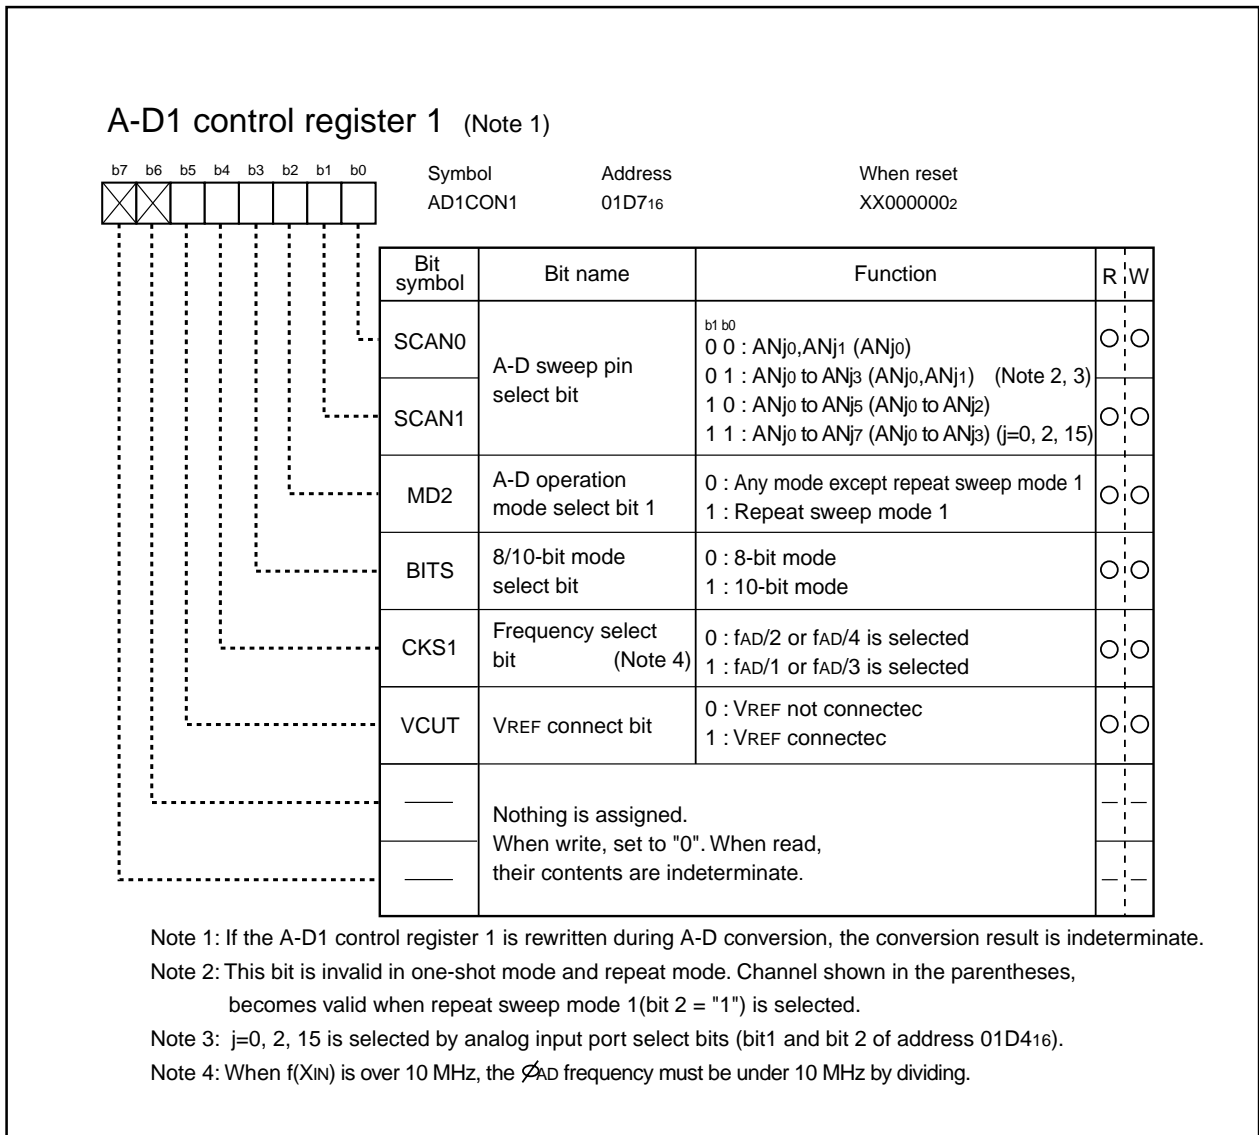 A-D1 control register 1 (Note 1)
b7 b6 b5 b4 b3 b2 b1 b0
Symbol Address When reset
AD1CON1 01D716 XX0000002
Bit symbol Bit name Function R W
SCAN0
SCAN1
A-D sweep pin
select bit
b1 b0
0 0 : ANj0,ANj1 (ANj0)
0 1 : ANj0 to ANj3 (ANj0,ANj1) (Note 2, 3)
1 0 : ANj0 to ANj5 (ANj0 to ANj2)
1 1 : ANj0 to ANj7 (ANj0 to ANj3) (j=0, 2, 15)
MD2
A-D operation
mode select bit 1
0 : Any mode except repeat sweep mode 1
1 : Repeat sweep mode 1
BITS
8/10-bit mode
select bit
0 : 8-bit mode
1 : 10-bit mode
CKS1
Frequency select
bit (Note 4)
0 : fAD/2 or fAD/4 is selected
1 : fAD/1 or fAD/3 is selected
VCUT
VREF connect bit
0 : VREF not connectec
1 : VREF connectec
Nothing is assigned.
When write, set to "0". When read,
their contents are indeterminate.
Note 1: If the A-D1 control register 1 is rewritten during A-D conversion, the conversion result is indeterminate.
Note 2: This bit is invalid in one-shot mode and repeat mode. Channel shown in the parentheses,
becomes valid when repeat sweep mode 1(bit 2 = "1") is selected.
Note 3: j=0, 2, 15 is selected by analog input port select bits (bit1 and bit 2 of address 01D416).
Note 4: When f(XIN) is over 10 MHz, the ØAD frequency must be under 10 MHz by dividing.